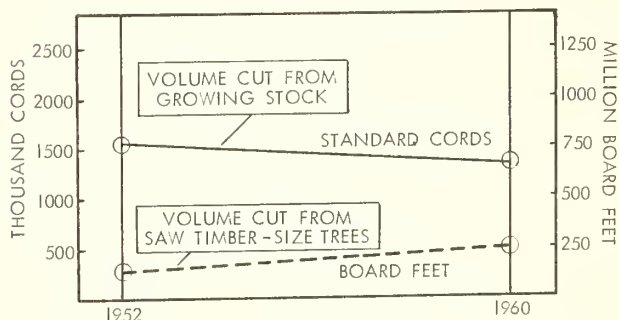 THOUSAND CORDS
2500
2000
1500
1000
500
VOLUME CUT FROM
GROWING STOCK
STANDARD CORDS
VOLUME CUT FROM
SAW TIMBER-SIZE TREES
BOARD FEET
1250
1000
750
500
250
MILLION BOARD FEET
1952
1960